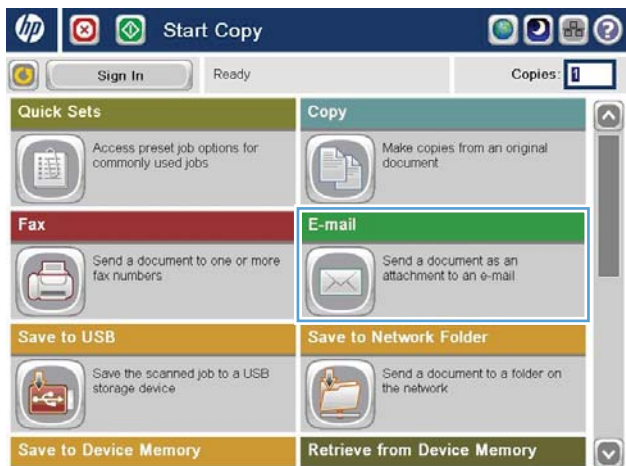 hp Start Copy
Sign In Ready Copies: 1
Quick Sets
Access preset job options for
commonly used jobs
Copy
Make copies from an original
document
Fax
Send a document to one or more
fax numbers
E-mail
Send a document as an
attachment to an e-mail
Save to USB
Save the scanned job to a USB
storage device
Save to Network Folder
Send a document to a folder on
the network
Save to Device Memory
Retrieve from Device Memory